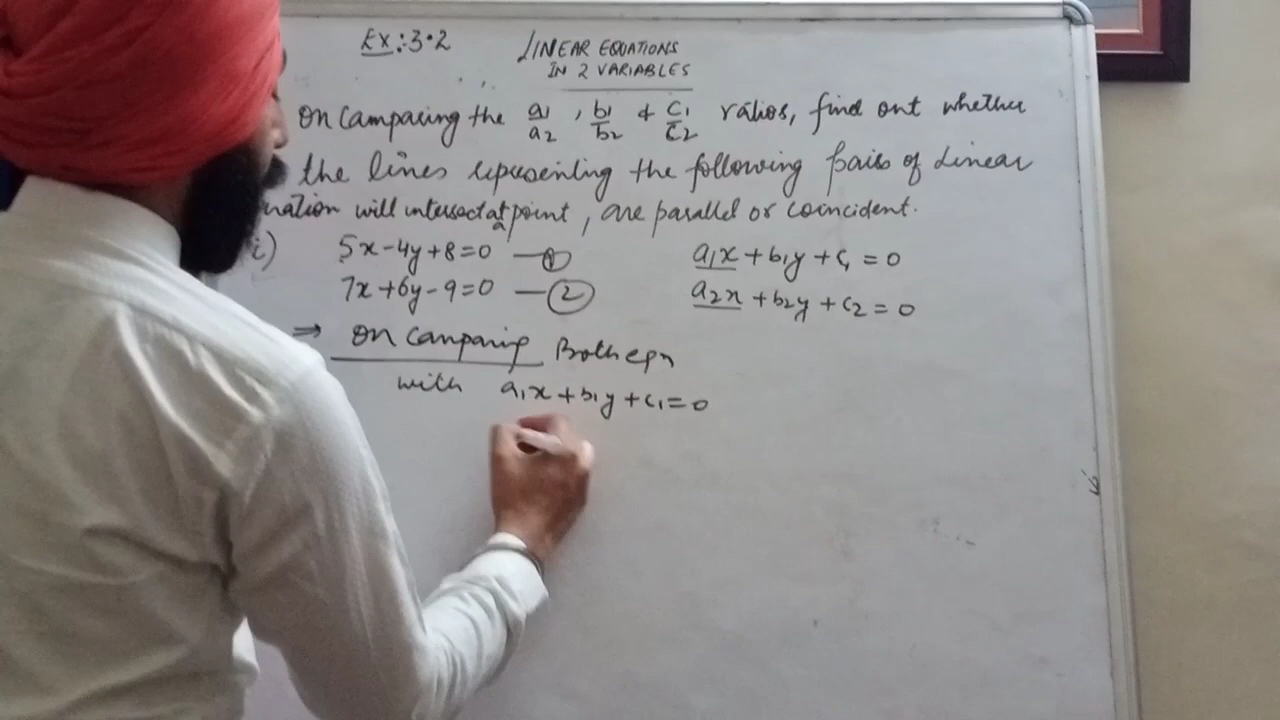 Ex:3.2
LINEAR EQUATIONS
IN 2 VARIABLES
On Comparing the a1/a2, b1/b2 & c1/c2 ratios, find out whether
the lines representing the following pairs of Linear
uation will intersect at a point, are parallel or coincident.
i) 5x-4y+8=0 —①
7x+6y-9=0 —②
a1x+b1y+c1=0
a2x+b2y+c2=0
⇒ On Comparing Both eqn
with a1x+b1y+c1=0